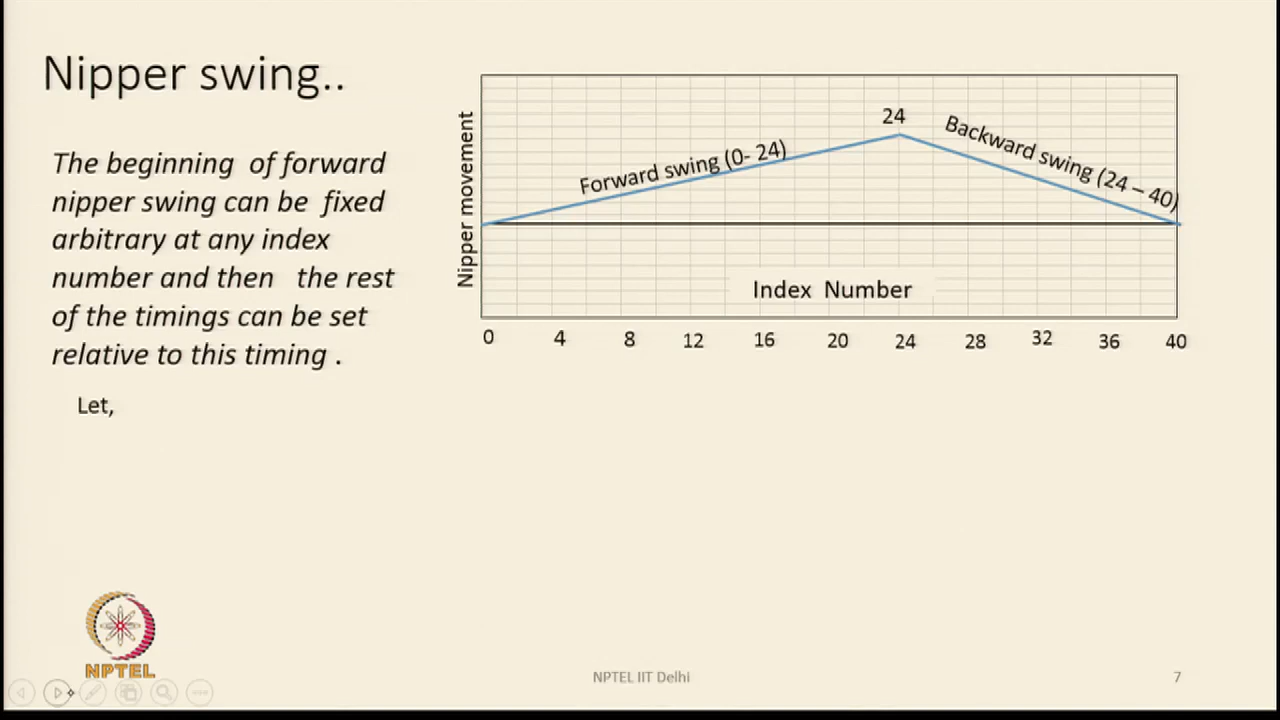 Nipper swing..
The beginning of forward
nipper swing can be fixed
arbitrary at any index
number and then the rest
of the timings can be set
relative to this timing .
Let,
Nipper movement
Forward swing (0- 24)
24
Backward swing (24 – 40)
Index Number
0 4 8 12 16 20 24 28 32 36 40
NPTEL
NPTEL IIT Delhi
7